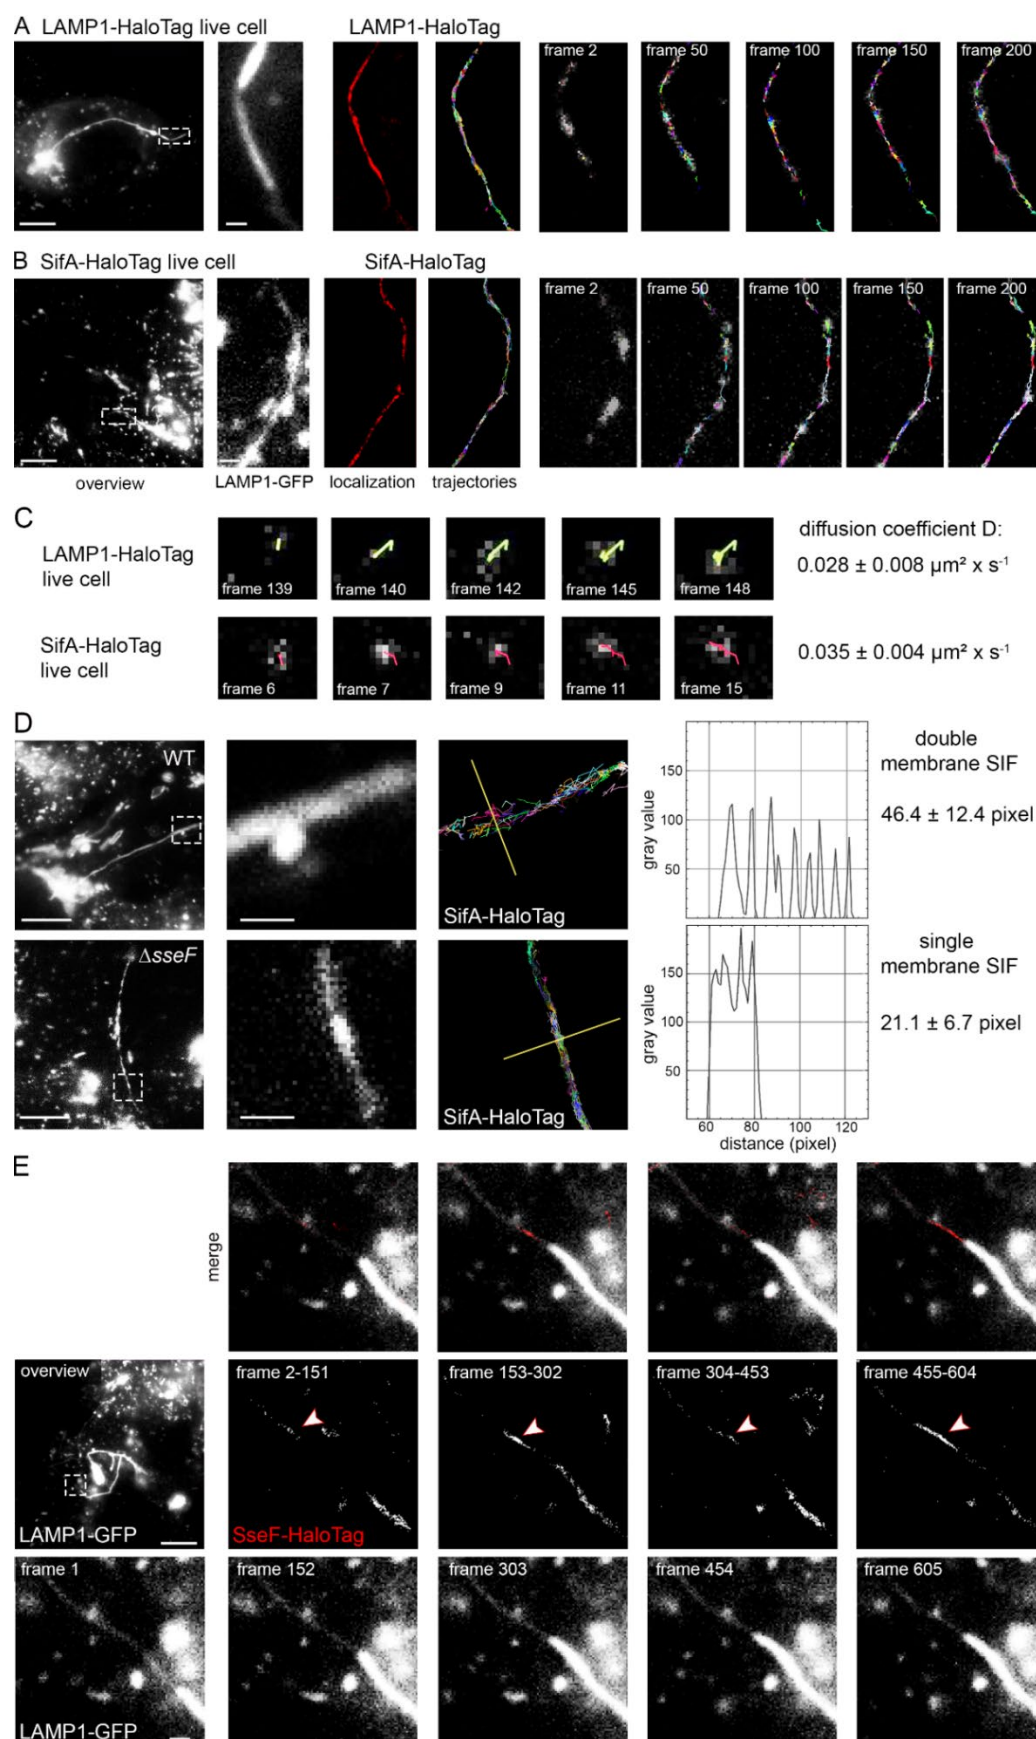 A LAMP1-HaloTag live cell LAMP1-HaloTag
frame 2 frame 50 frame 100 frame 150 frame 200
B SifA-HaloTag live cell SifA-HaloTag
frame 2 frame 50 frame 100 frame 150 frame 200
overview LAMP1-GFP localization trajectories
C
LAMP1-HaloTag
live cell
frame 139 frame 140 frame 142 frame 145 frame 148
diffusion coefficient D:
0.028 ± 0.008 µm² x s⁻¹
SifA-HaloTag
live cell
frame 6 frame 7 frame 9 frame 11 frame 15
0.035 ± 0.004 µm² x s⁻¹
D
WT
SifA-HaloTag
gray value
150
100
50
double
membrane SIF
46.4 ± 12.4 pixel
ΔsseF
SifA-HaloTag
gray value
150
100
50
60 80 100 120
distance (pixel)
single
membrane SIF
21.1 ± 6.7 pixel
E
merge
overview
LAMP1-GFP
frame 2-151 frame 153-302 frame 304-453 frame 455-604
SseF-HaloTag
frame 1 frame 152 frame 303 frame 454 frame 605
LAMP1-GFP